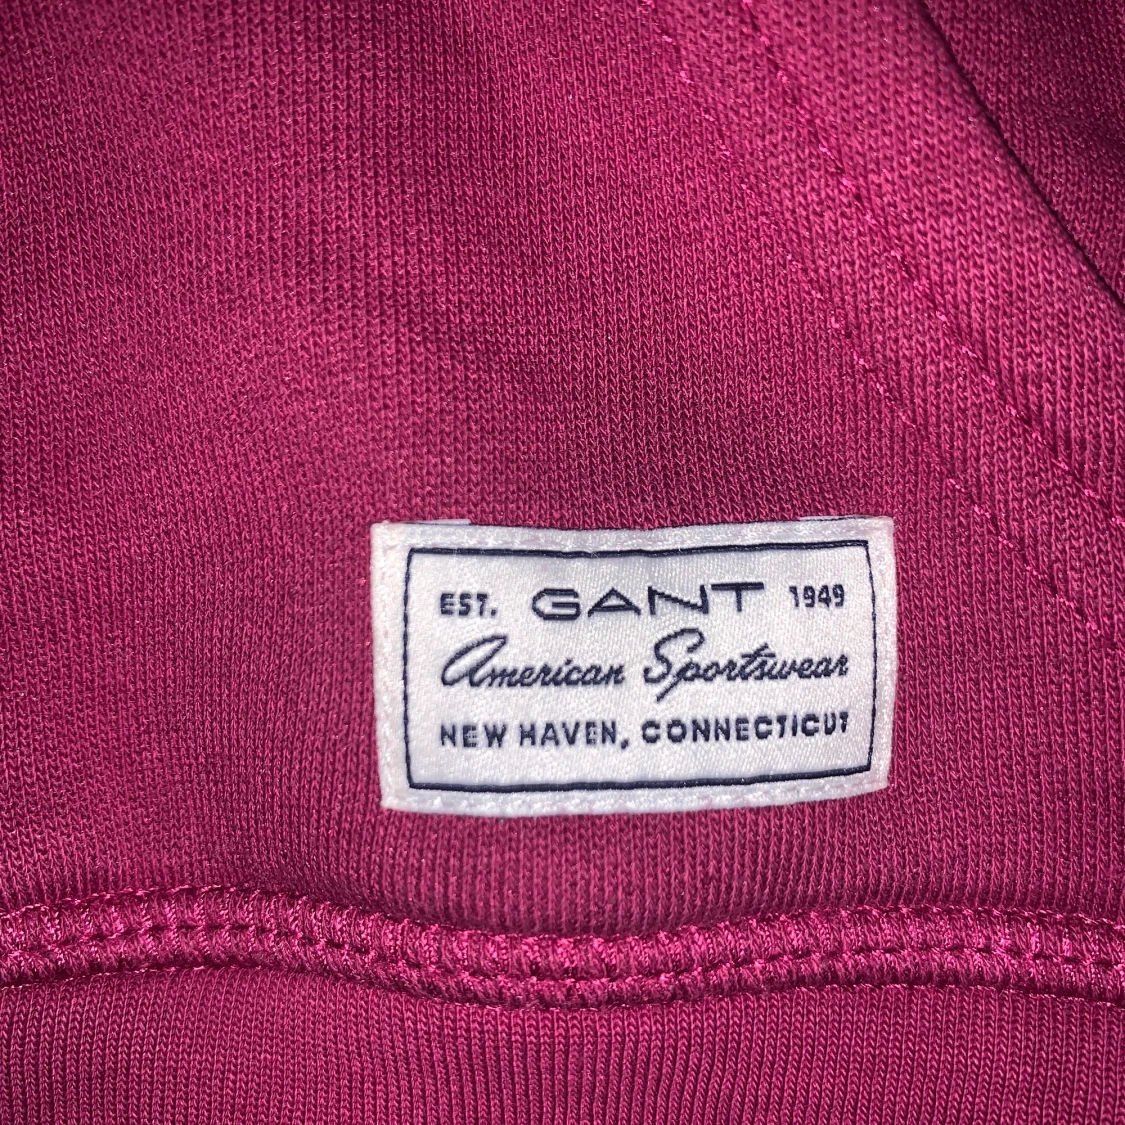 EST. GANT 1949
American Sportswear
NEW HAVEN, CONNECTICUT